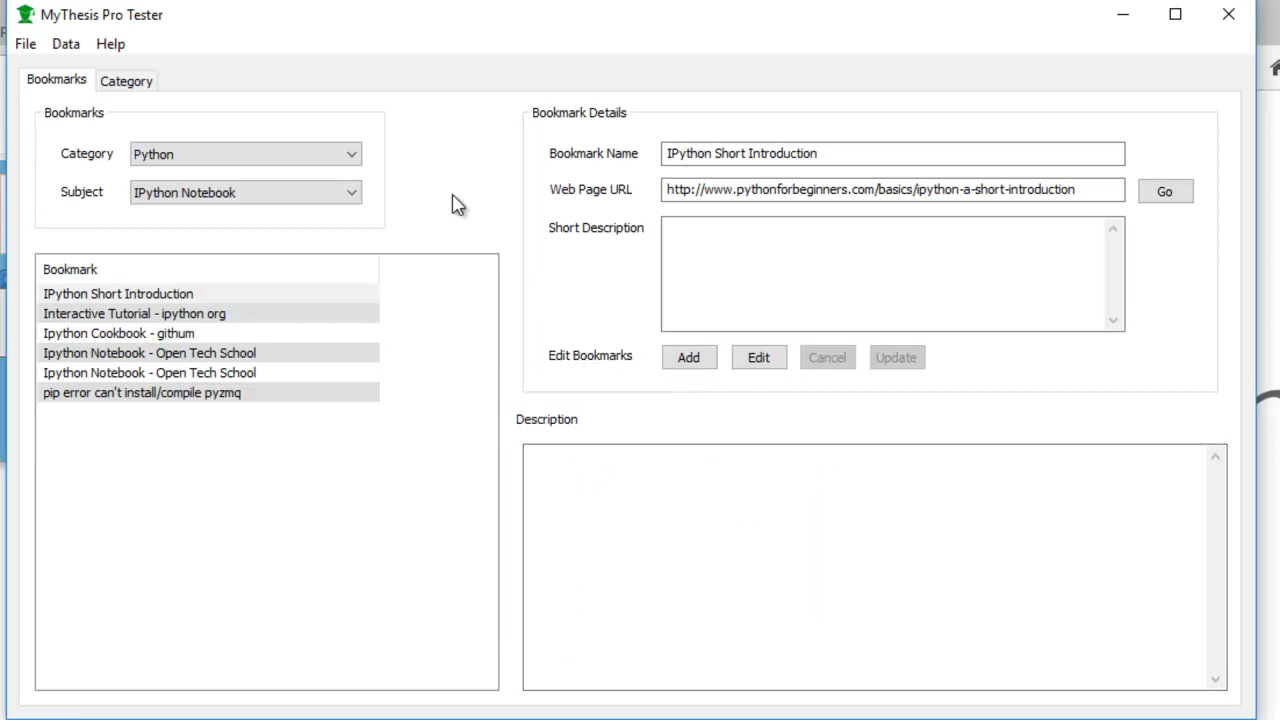 MyThesis Pro Tester
File Data Help
Bookmarks Category
Bookmarks
Category Python
Subject IPython Notebook
Bookmark
IPython Short Introduction
Interactive Tutorial - ipython org
Ipython Cookbook - githum
Ipython Notebook - Open Tech School
Ipython Notebook - Open Tech School
pip error can't install/compile pyzmq
Bookmark Details
Bookmark Name IPython Short Introduction
Web Page URL http://www.pythonforbeginners.com/basics/ipython-a-short-introduction Go
Short Description
Edit Bookmarks Add Edit Cancel Update
Description